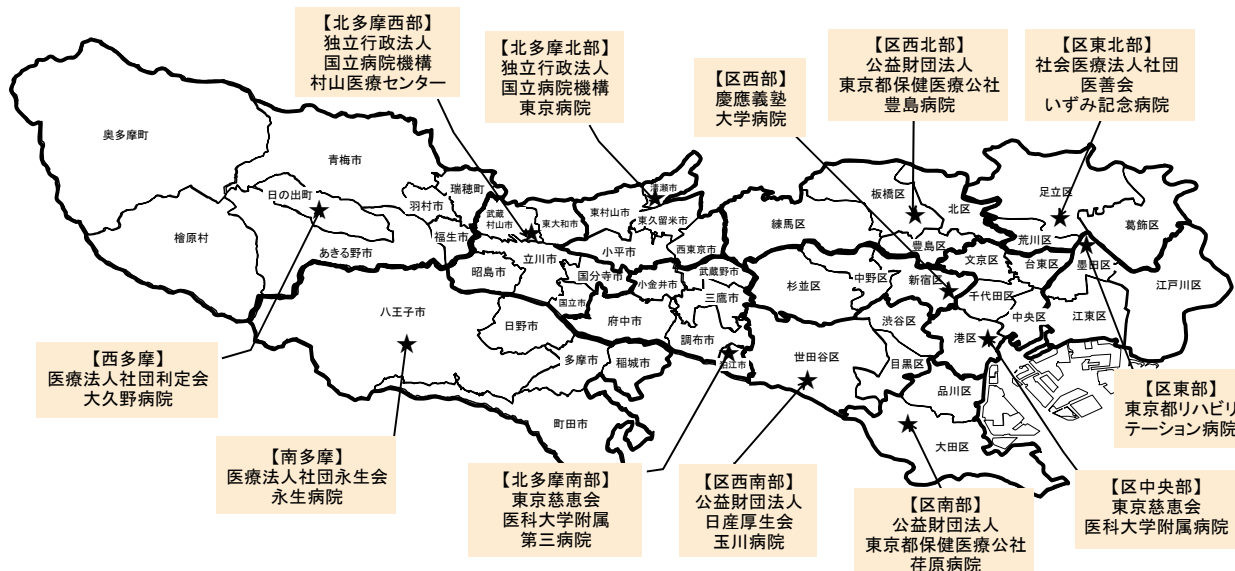 【北多摩西部】
独立行政法人
国立病院機構
村山医療センター
【北多摩北部】
独立行政法人
国立病院機構
東京病院
【区西部】
慶應義塾
大学病院
【区西北部】
公益財団法人
東京都保健医療公社
豊島病院
【区東北部】
社会医療法人社団
医善会
いずみ記念病院
奥多摩町
青梅市
日の出町
瑞穂町
羽村市
福生市
檜原村
あきる野市
武蔵
村山市
東大和市
東村山市
清瀬市
東久留米市
小平市
西東京市
立川市
昭島市
国分寺市
国立市
小金井市
武蔵野市
三鷹市
府中市
調布市
狛江市
八王子市
日野市
多摩市
稲城市
町田市
練馬区
板橋区
北区
豊島区
足立区
葛飾区
荒川区
文京区
台東区
墨田区
江戸川区
杉並区
中野区
新宿区
千代田区
中央区
江東区
渋谷区
港区
世田谷区
目黒区
品川区
大田区
【西多摩】
医療法人社団利定会
大久野病院
【南多摩】
医療法人社団永生会
永生病院
【北多摩南部】
東京慈恵会
医科大学附属
第三病院
【区西南部】
公益財団法人
日産厚生会
玉川病院
【区南部】
公益財団法人
東京都保健医療公社
荏原病院
【区中央部】
東京慈恵会
医科大学附属病院
【区東部】
東京都リハビリ
テーション病院